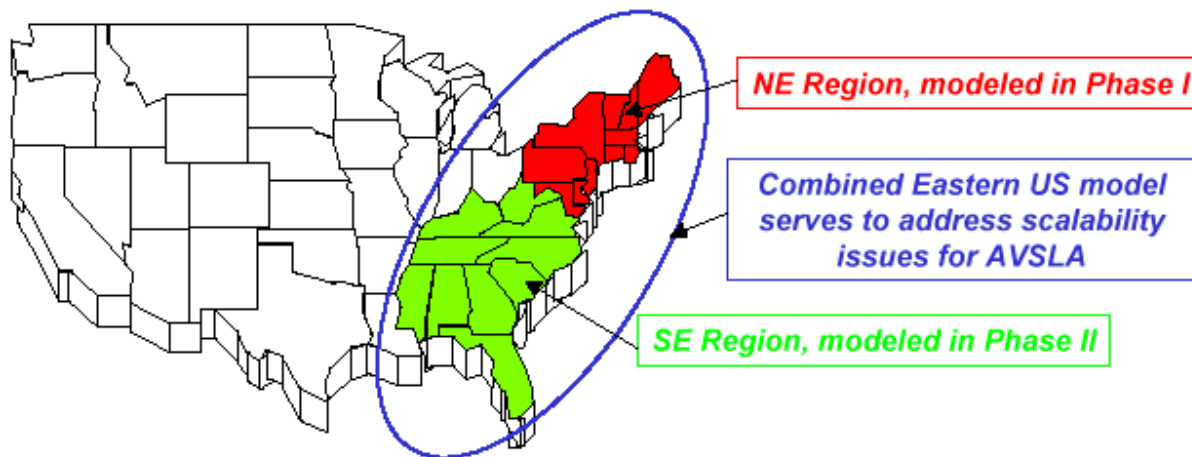 NE Region, modeled in Phase I
Combined Eastern US model
serves to address scalability
issues for AVSLA
SE Region, modeled in Phase II